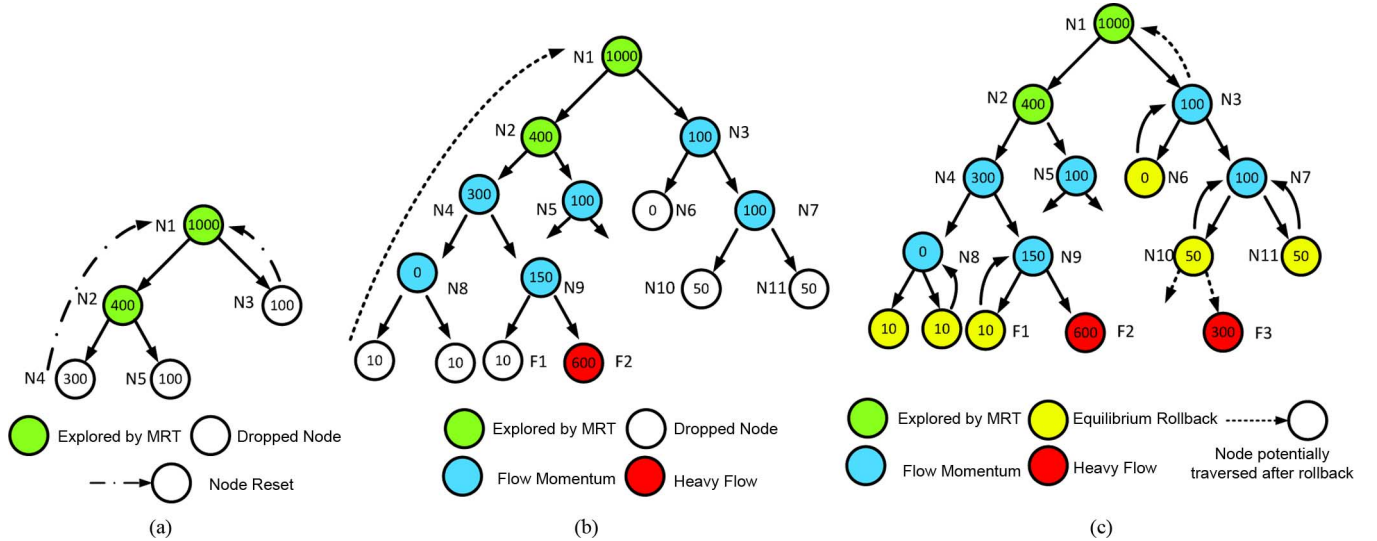 N1 1000
N2 400
N3 100
N4 300
N5 100
Explored by MRT
Dropped Node
Node Reset
(a)
N1 1000
N2 400
100 N3
N4 300
N5 100
0 N6
100 N7
0 N8
150 N9
N10 50
N11 50
10
10
10 F1
600 F2
Explored by MRT
Dropped Node
Flow Momentum
Heavy Flow
(b)
N1 1000
N2 400
100 N3
N4 300
N5 100
0 N6
100 N7
0 N8
150 N9
N10 50
N11 50
10
10
10 F1
600 F2
300 F3
Explored by MRT
Equilibrium Rollback
Flow Momentum
Heavy Flow
Node potentially
traversed after rollback
(c)